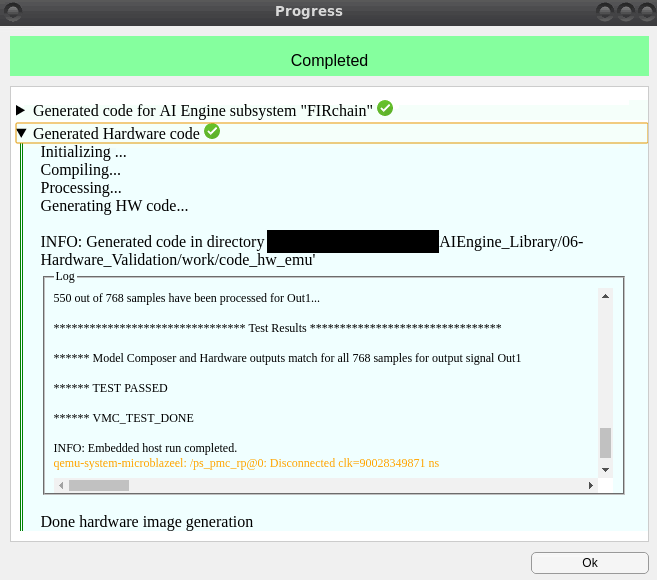 Progress
Completed
Generated code for AI Engine subsystem "FIRchain"
Generated Hardware code
Initializing ...
Compiling...
Processing...
Generating HW code...
INFO: Generated code in directory AIEngine_Library/06-
Hardware_Validation/work/code_hw_emu'
Log
550 out of 768 samples have been processed for Out1...
******************************** Test Results ********************************
****** Model Composer and Hardware outputs match for all 768 samples for output signal Out1
****** TEST PASSED
****** VMC_TEST_DONE
INFO: Embedded host run completed.
qemu-system-microblazeel: /ps_pmc_rp@0: Disconnected clk=90028349871 ns
Done hardware image generation
Ok